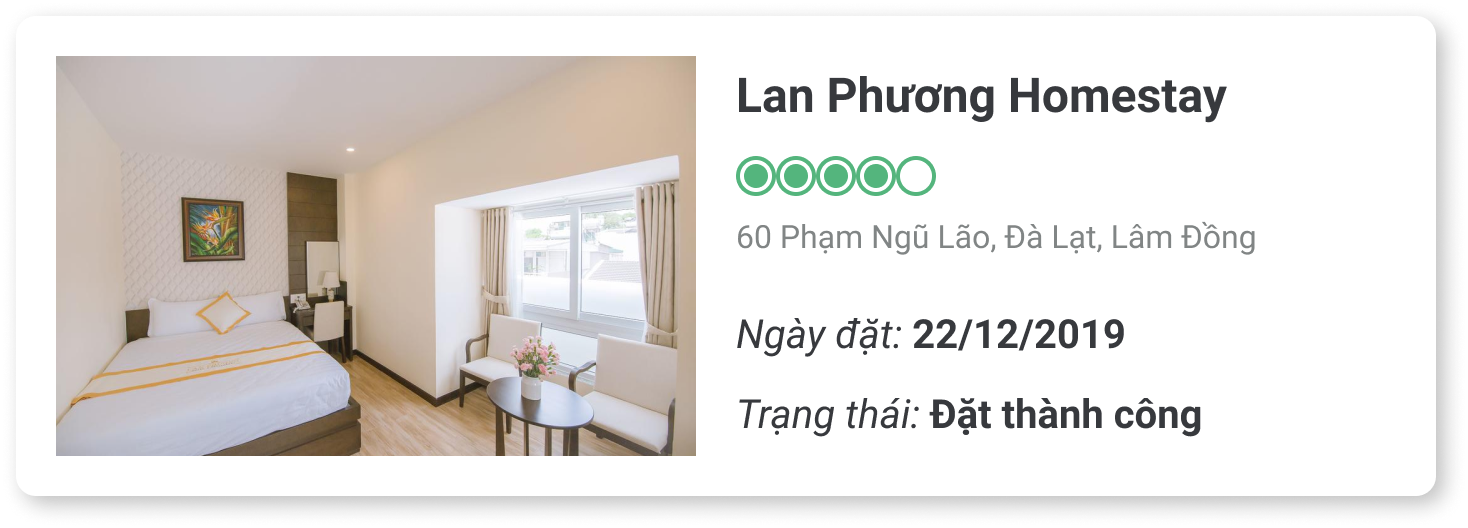 Lan Phương Homestay
60 Phạm Ngũ Lão, Đà Lạt, Lâm Đồng
Ngày đặt: 22/12/2019
Trạng thái: Đặt thành công